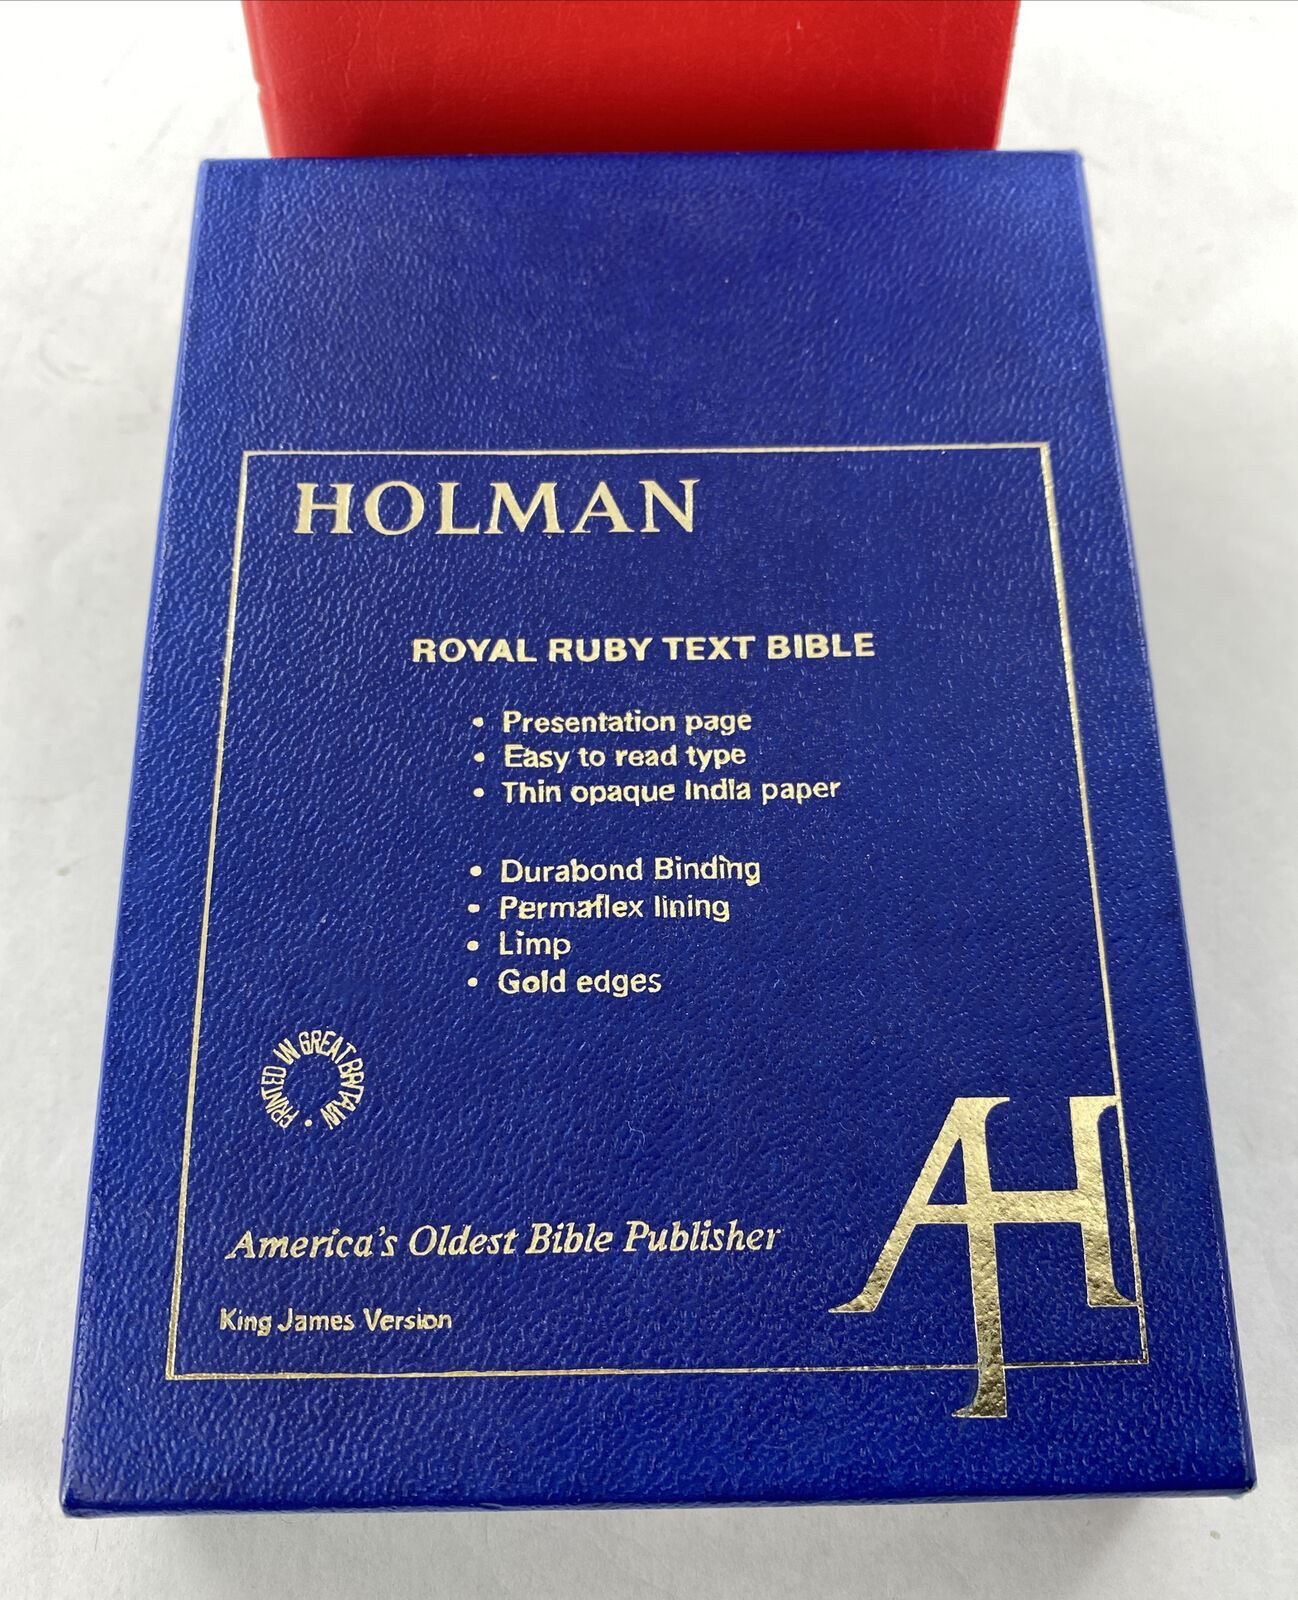 HOLMAN
ROYAL RUBY TEXT BIBLE
• Presentation page
• Easy to read type
• Thin opaque India paper
• Durabond Binding
• Permaflex lining
• Limp
• Gold edges
PRINTED IN GREAT BRITAIN •
America's Oldest Bible Publisher
King James Version
AH